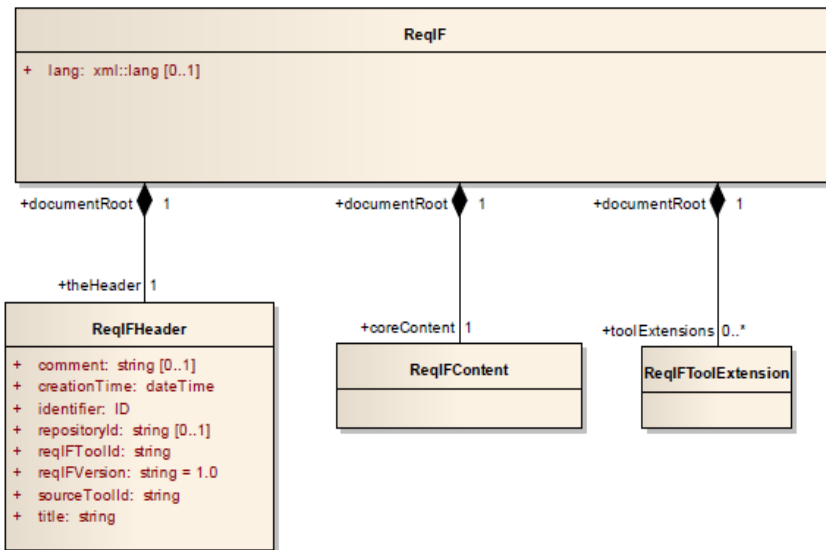 ReqIF
+ lang: xml::lang [0..1]
+documentRoot 1
+documentRoot 1
+documentRoot 1
+theHeader 1
+coreContent 1
+toolExtensions 0..*
ReqIFHeader
+ comment: string [0..1]
+ creationTime: dateTime
+ identifier: ID
+ repositoryId: string [0..1]
+ reqIFToolId: string
+ reqIFVersion: string = 1.0
+ sourceToolId: string
+ title: string
ReqIFContent
ReqIFToolExtension